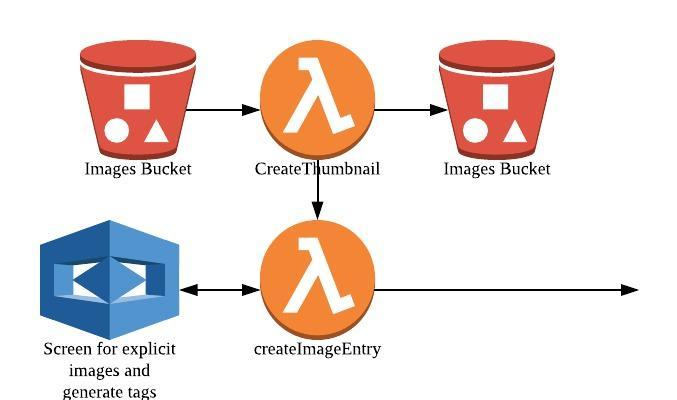 Images Bucket
CreateThumbnail
Images Bucket
Screen for explicit
images and
generate tags
createImageEntry